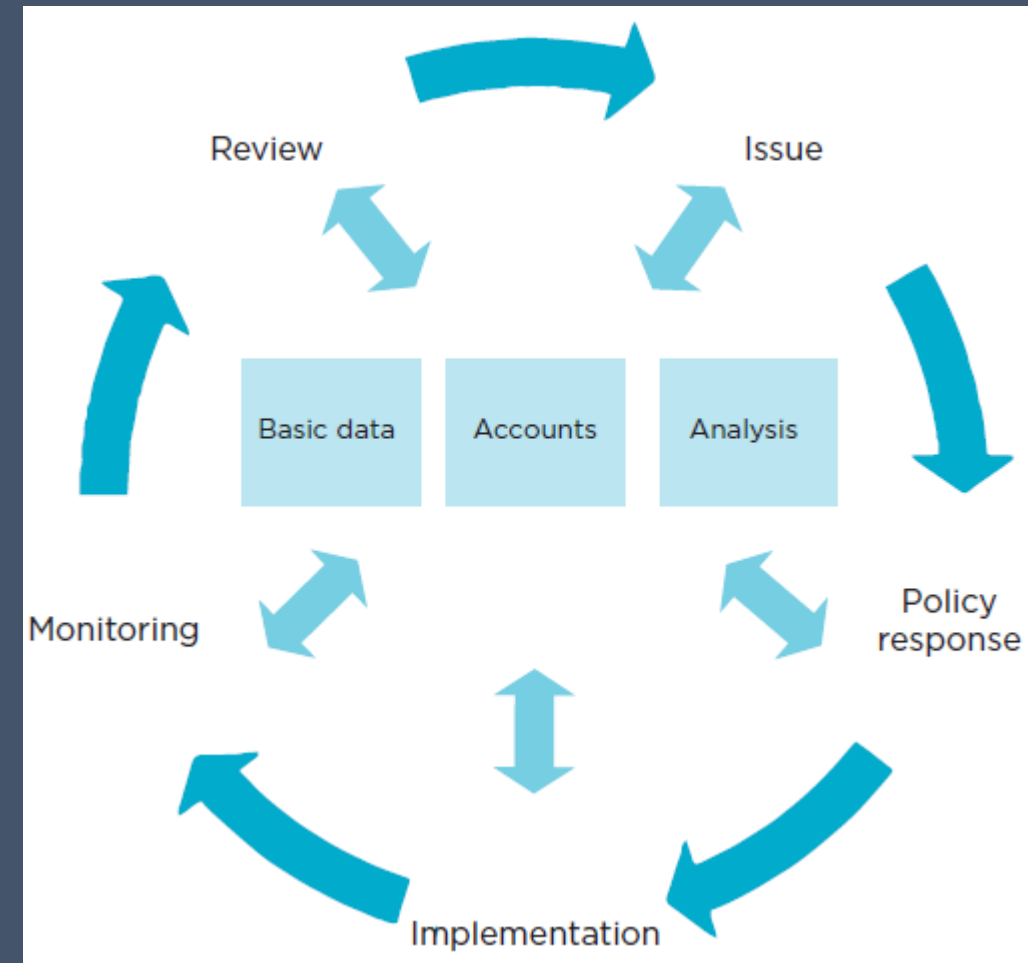 Review
Issue
Basic data
Accounts
Analysis
Monitoring
Policy
response
Implementation